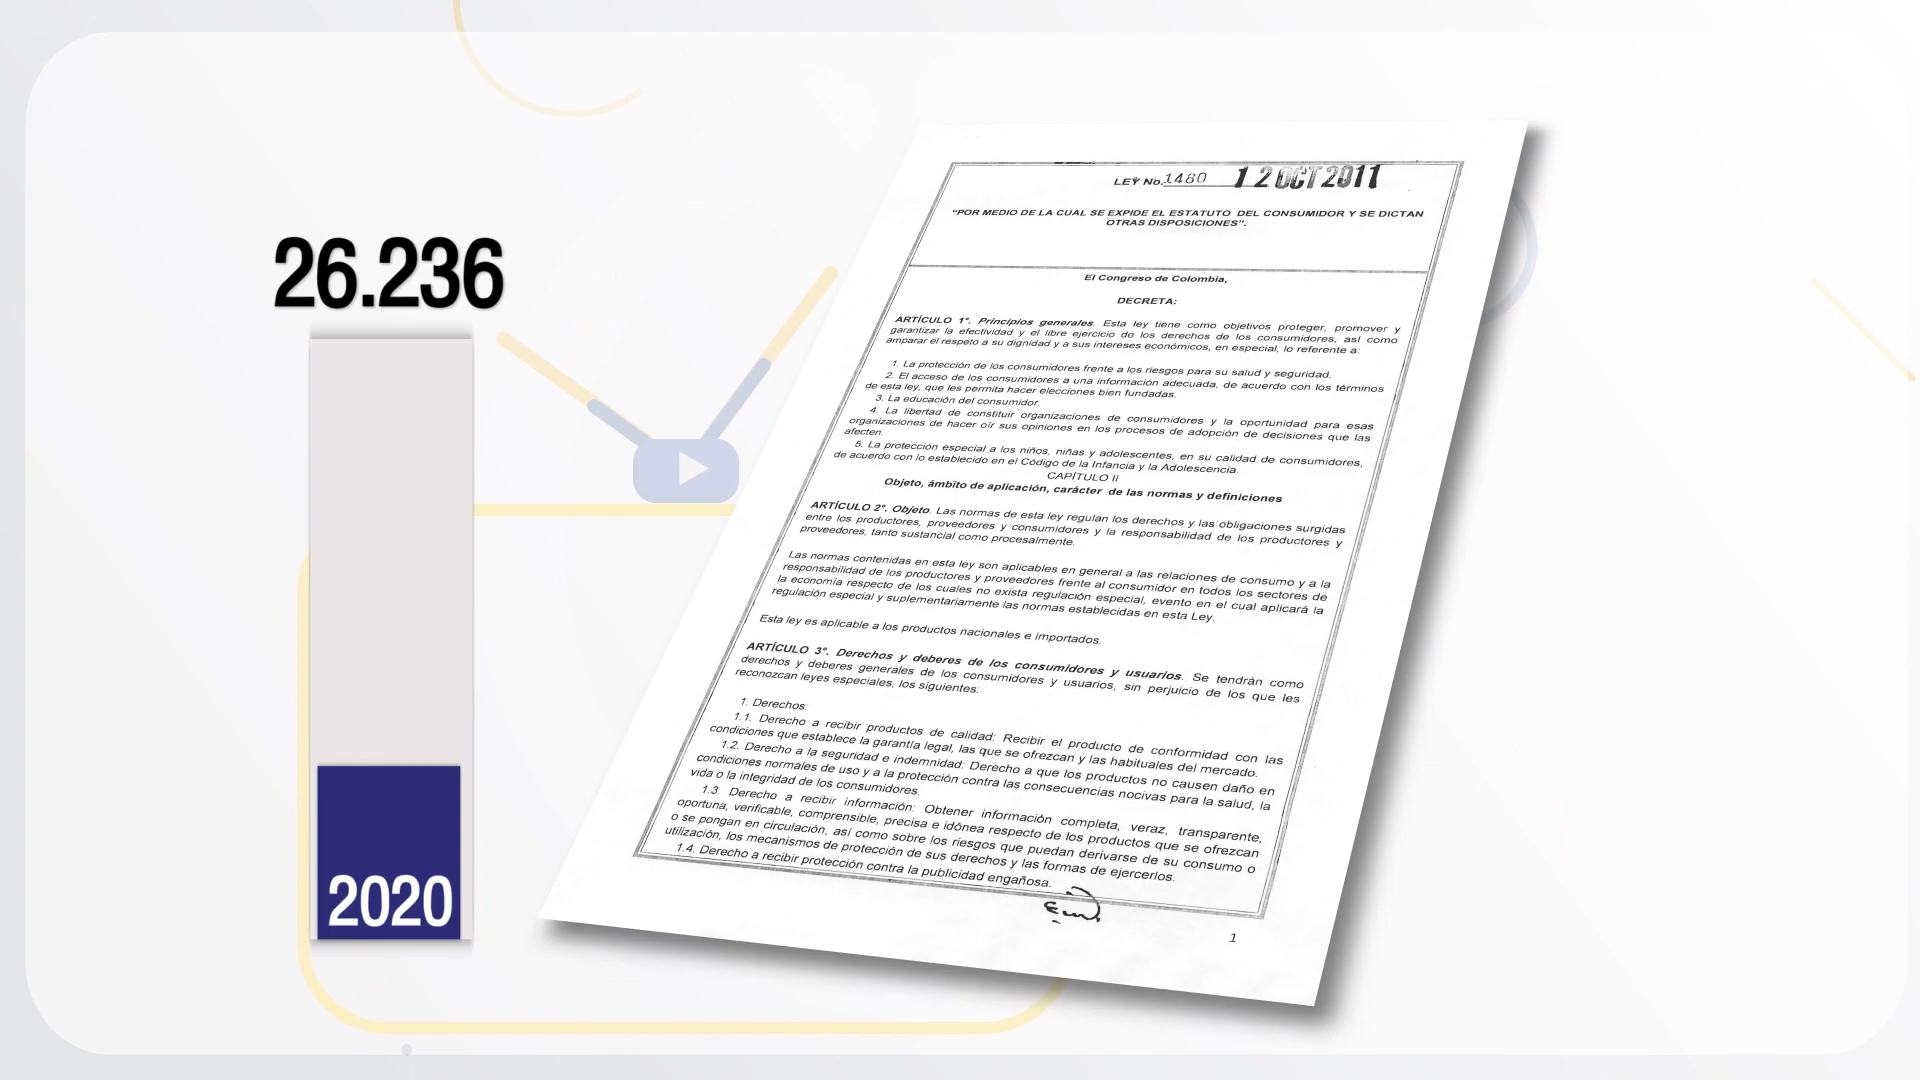 26.236
2020
LEY No. 1480 12 OCT 2011
"POR MEDIO DE LA CUAL SE EXPIDE EL ESTATUTO DEL CONSUMIDOR Y SE DICTAN
OTRAS DISPOSICIONES".
El Congreso de Colombia,
DECRETA:
ARTÍCULO 1°. Principios generales. Esta ley tiene como objetivos proteger, promover y
garantizar la efectividad y el libre ejercicio de los derechos de los consumidores, así como
amparar el respeto a su dignidad y a sus intereses económicos, en especial, lo referente a:
1. La protección de los consumidores frente a los riesgos para su salud y seguridad.
2. El acceso de los consumidores a una información adecuada, de acuerdo con los términos
de esta ley, que les permita hacer elecciones bien fundadas.
3. La educación del consumidor.
4. La libertad de constituir organizaciones de consumidores y la oportunidad para esas
organizaciones de hacer oír sus opiniones en los procesos de adopción de decisiones que las
afecten.
5. La protección especial a los niños, niñas y adolescentes, en su calidad de consumidores,
de acuerdo con lo establecido en el Código de la Infancia y la Adolescencia.
CAPÍTULO II
Objeto, ámbito de aplicación, carácter de las normas y definiciones
ARTÍCULO 2°. Objeto. Las normas de esta ley regulan los derechos y las obligaciones surgidas
entre los productores, proveedores y consumidores y la responsabilidad de los productores y
proveedores, tanto sustancial como procesalmente.
Las normas contenidas en esta ley son aplicables en general a las relaciones de consumo y a la
responsabilidad de los productores y proveedores frente al consumidor en todos los sectores de
la economía respecto de los cuales no exista regulación especial, evento en el cual aplicará la
regulación especial y suplementariamente las normas establecidas en esta Ley.
Esta ley es aplicable a los productos nacionales e importados.
ARTÍCULO 3°. Derechos y deberes de los consumidores y usuarios. Se tendrán como
derechos y deberes generales de los consumidores y usuarios, sin perjuicio de los que les
reconozcan leyes especiales, los siguientes:
1. Derechos:
1.1. Derecho a recibir productos de calidad: Recibir el producto de conformidad con las
condiciones que establece la garantía legal, las que se ofrezcan y las habituales del mercado.
1.2. Derecho a la seguridad e indemnidad: Derecho a que los productos no causen daño en
condiciones normales de uso y a la protección contra las consecuencias nocivas para la salud, la
vida o la integridad de los consumidores.
1.3. Derecho a recibir información: Obtener información completa, veraz, transparente,
oportuna, verificable, comprensible, precisa e idónea respecto de los productos que se ofrezcan
o se pongan en circulación, así como sobre los riesgos que puedan derivarse de su consumo o
utilización, los mecanismos de protección de sus derechos y las formas de ejercerlos.
1.4. Derecho a recibir protección contra la publicidad engañosa.
1